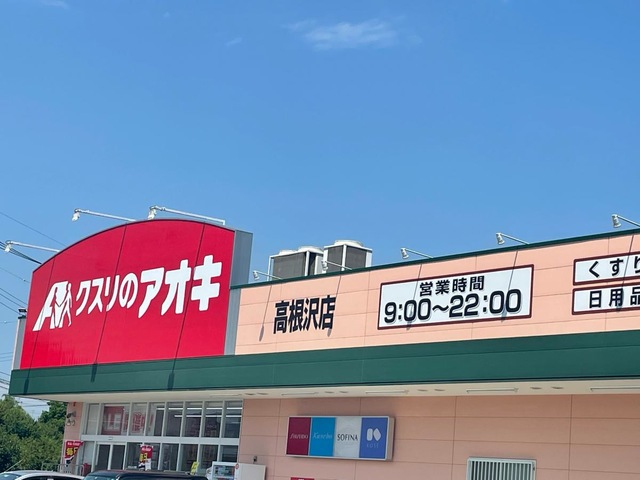 クスリのアオキ
高根沢店
営業時間
9:00〜22:00
くすり
日用品
SOFINA